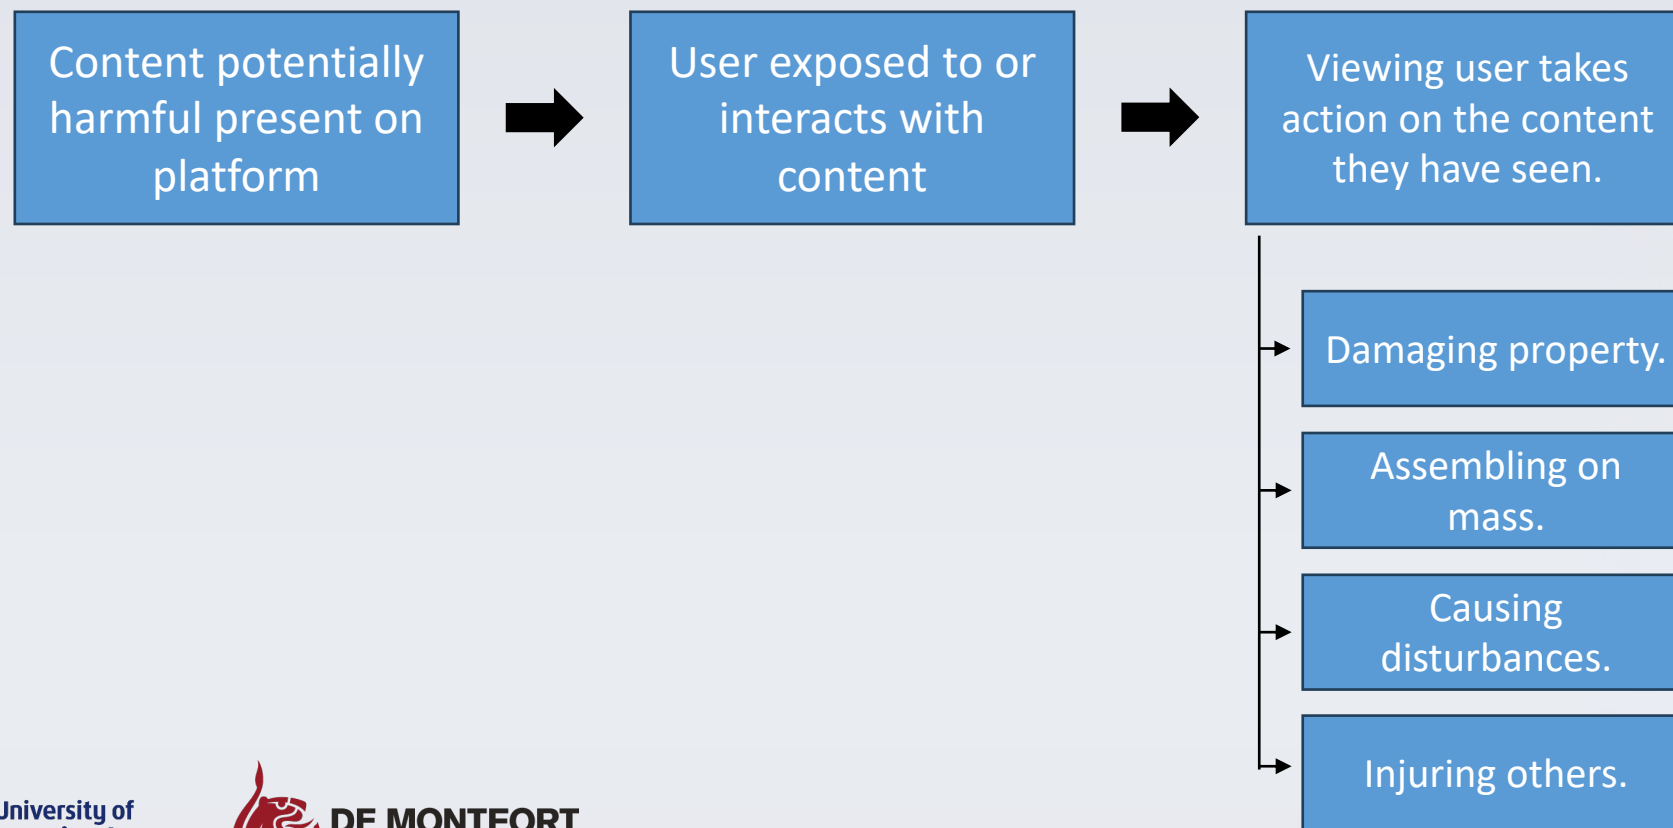 Content potentially
harmful present on
platform
User exposed to or
interacts with
content
Viewing user takes
action on the content
they have seen.
Damaging property.
Assembling on
mass.
Causing
disturbances.
Injuring others.
University of
DE MONTFORT